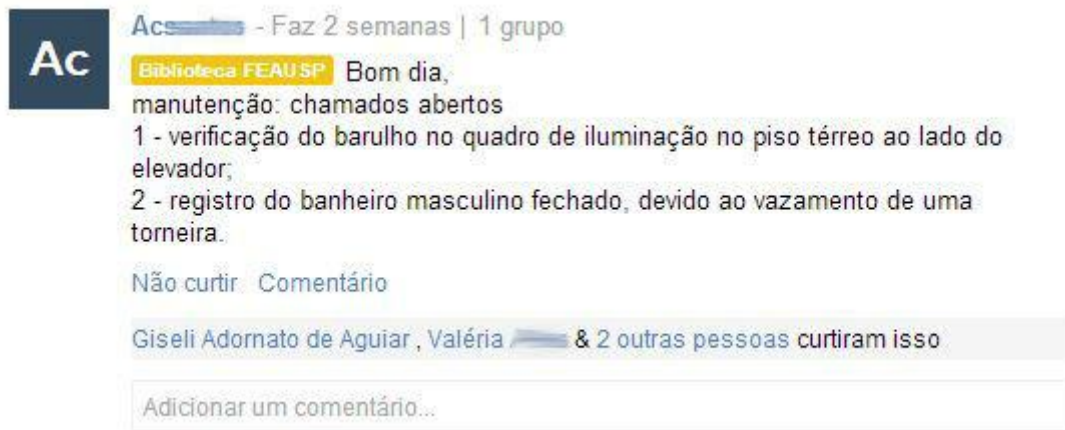 Ac
Acs - Faz 2 semanas | 1 grupo
Biblioteca FEAUSP Bom dia,
manutenção: chamados abertos
1 - verificação do barulho no quadro de iluminação no piso térreo ao lado do
elevador;
2 - registro do banheiro masculino fechado, devido ao vazamento de uma
torneira.
Não curtir Comentário
Giseli Adornato de Aguiar , Valéria & 2 outras pessoas curtiram isso
Adicionar um comentário...